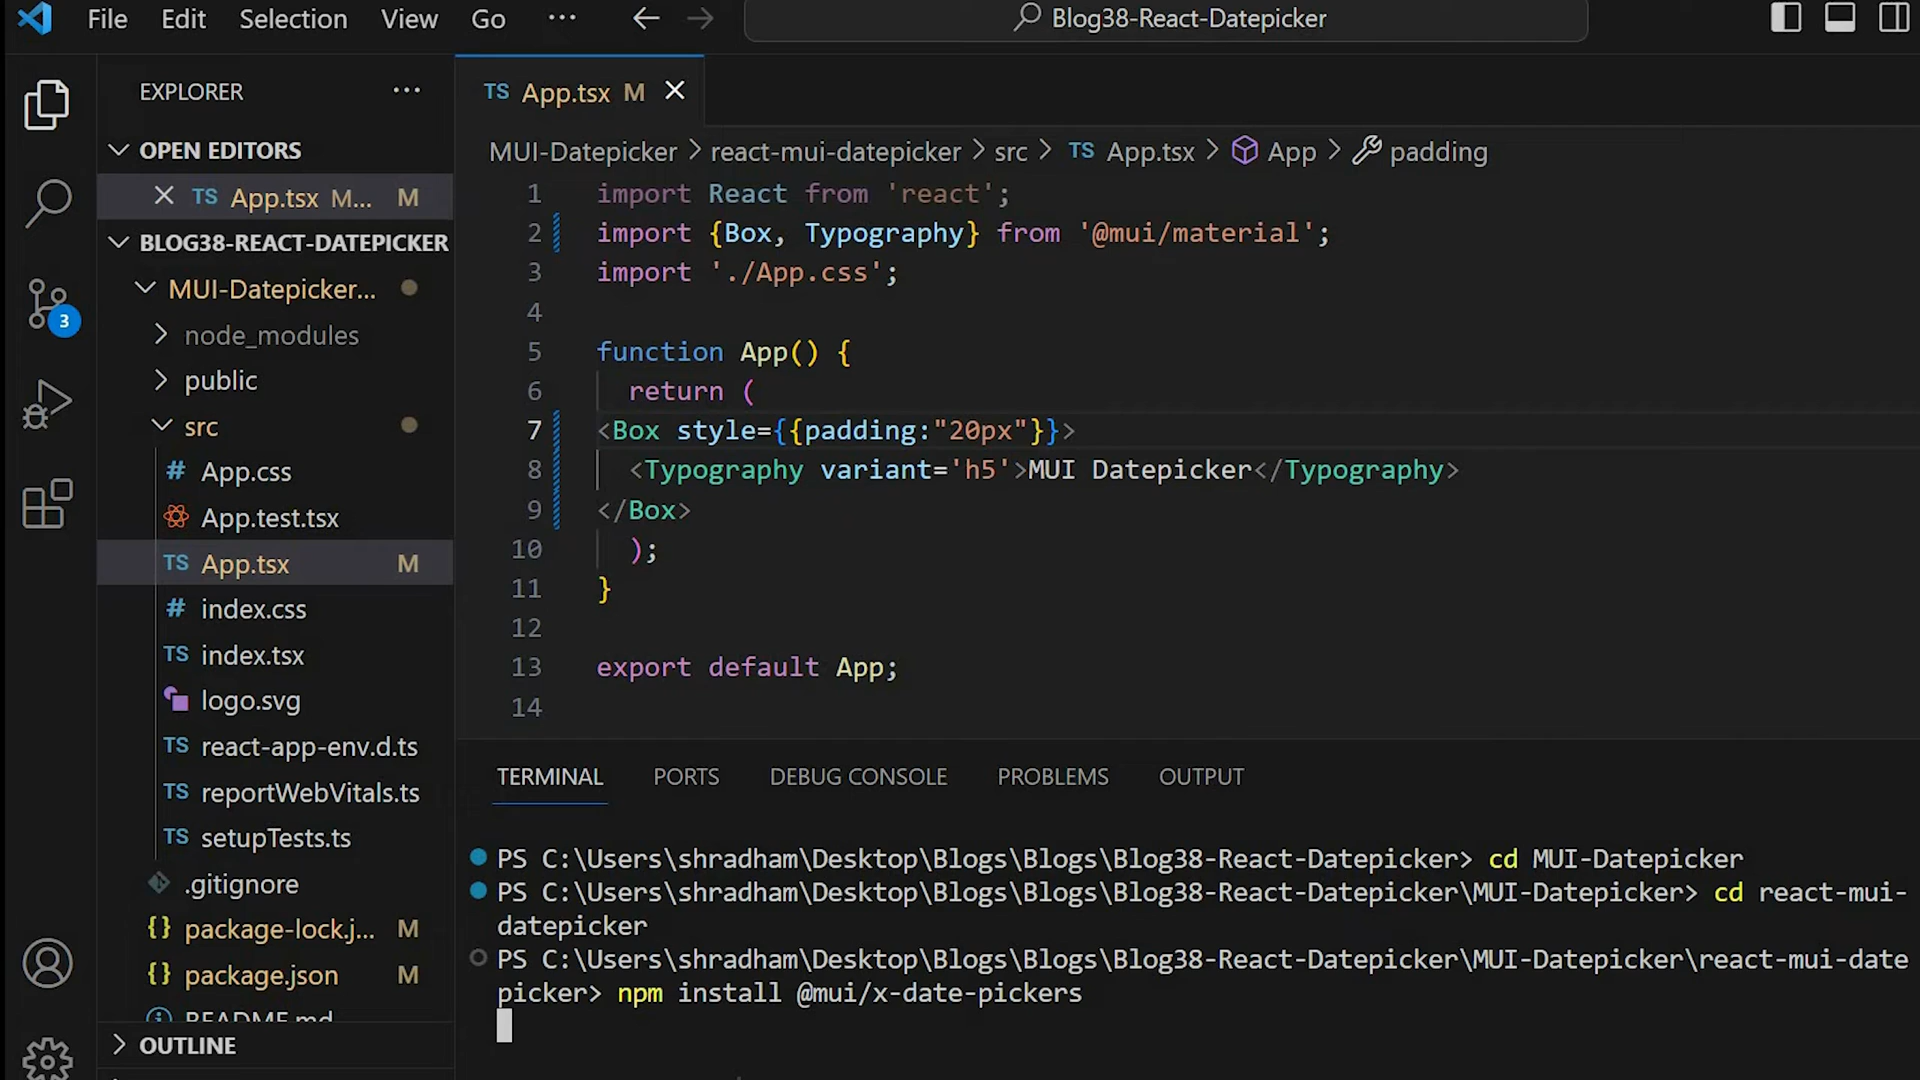 File Edit Selection View Go ··· Blog38-React-Datepicker
EXPLORER ···
OPEN EDITORS
TS App.tsx M... M
BLOG38-REACT-DATEPICKER
MUI-Datepicker...
node_modules
public
src
# App.css
App.test.tsx
TS App.tsx M
# index.css
TS index.tsx
logo.svg
TS react-app-env.d.ts
TS reportWebVitals.ts
TS setupTests.ts
.gitignore
{} package-lock.j... M
{} package.json M
README.md
OUTLINE
3
TS App.tsx M
MUI-Datepicker > react-mui-datepicker > src > TS App.tsx > App > padding
1 import React from 'react';
2 import {Box, Typography} from '@mui/material';
3 import './App.css';
4
5 function App() {
6 return (
7 <Box style={{padding:"20px"}}>
8 <Typography variant='h5'>MUI Datepicker</Typography>
9 </Box>
10 );
11 }
12
13 export default App;
14
TERMINAL PORTS DEBUG CONSOLE PROBLEMS OUTPUT
PS C:\Users\shradham\Desktop\Blogs\Blogs\Blog38-React-Datepicker> cd MUI-Datepicker
PS C:\Users\shradham\Desktop\Blogs\Blogs\Blog38-React-Datepicker\MUI-Datepicker> cd react-mui-
datepicker
PS C:\Users\shradham\Desktop\Blogs\Blogs\Blog38-React-Datepicker\MUI-Datepicker\react-mui-date
picker> npm install @mui/x-date-pickers